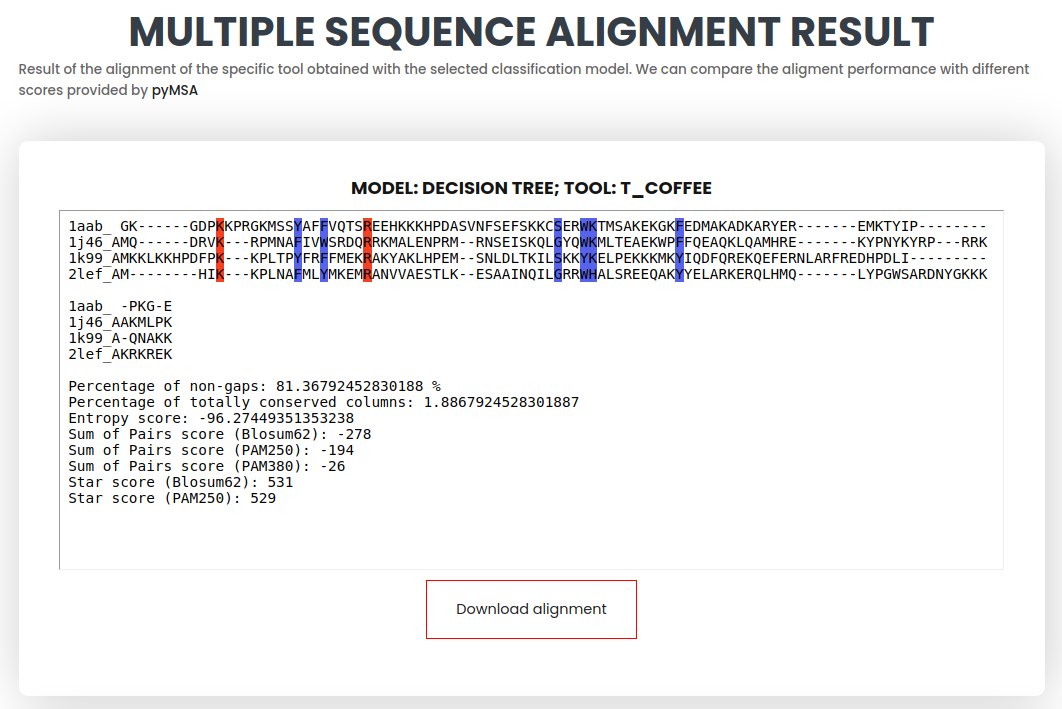 MULTIPLE SEQUENCE ALIGNMENT RESULT
Result of the alignment of the specific tool obtained with the selected classification model. We can compare the aligment performance with different
scores provided by pyMSA
MODEL: DECISION TREE; TOOL: T_COFFEE
1aab_ GK------GDPKKPRGKMSSYAFFVQTSREEHKKKHPDASVNFSEFSKKCSERWKTMSAKEKGKFEDMAKADKARYER-------EMKTYIP--------
1j46_AMQ------DRVK---RPMNAFIVWSRDQRRKMALENPRM--RNSEISKQLGYQWKMLTEAEKWPFFQEAQKLQAMHRE-------KYPNYKYRP---RRK
1k99_AMKKLKKHPDFPK---KPLTPYFRFFMEKRAKYAKLHPEM--SNLDLTKILSKKYKELPEKKKMKYIQDFQREKQEFERNLARFREDHPDLI---------
2lef_AM--------HIK---KPLNAFMLYMKEMRANVVAESTLK--ESAAINQILGRRWHALSREEQAKYYELARKERQLHMQ-------LYPGWSARDNYGKKK
1aab_ -PKG-E
1j46_AAKMLPK
1k99_A-QNAKK
2lef_AKRKREK
Percentage of non-gaps: 81.36792452830188 %
Percentage of totally conserved columns: 1.8867924528301887
Entropy score: -96.27449351353238
Sum of Pairs score (Blosum62): -278
Sum of Pairs score (PAM250): -194
Sum of Pairs score (PAM380): -26
Star score (Blosum62): 531
Star score (PAM250): 529
Download alignment